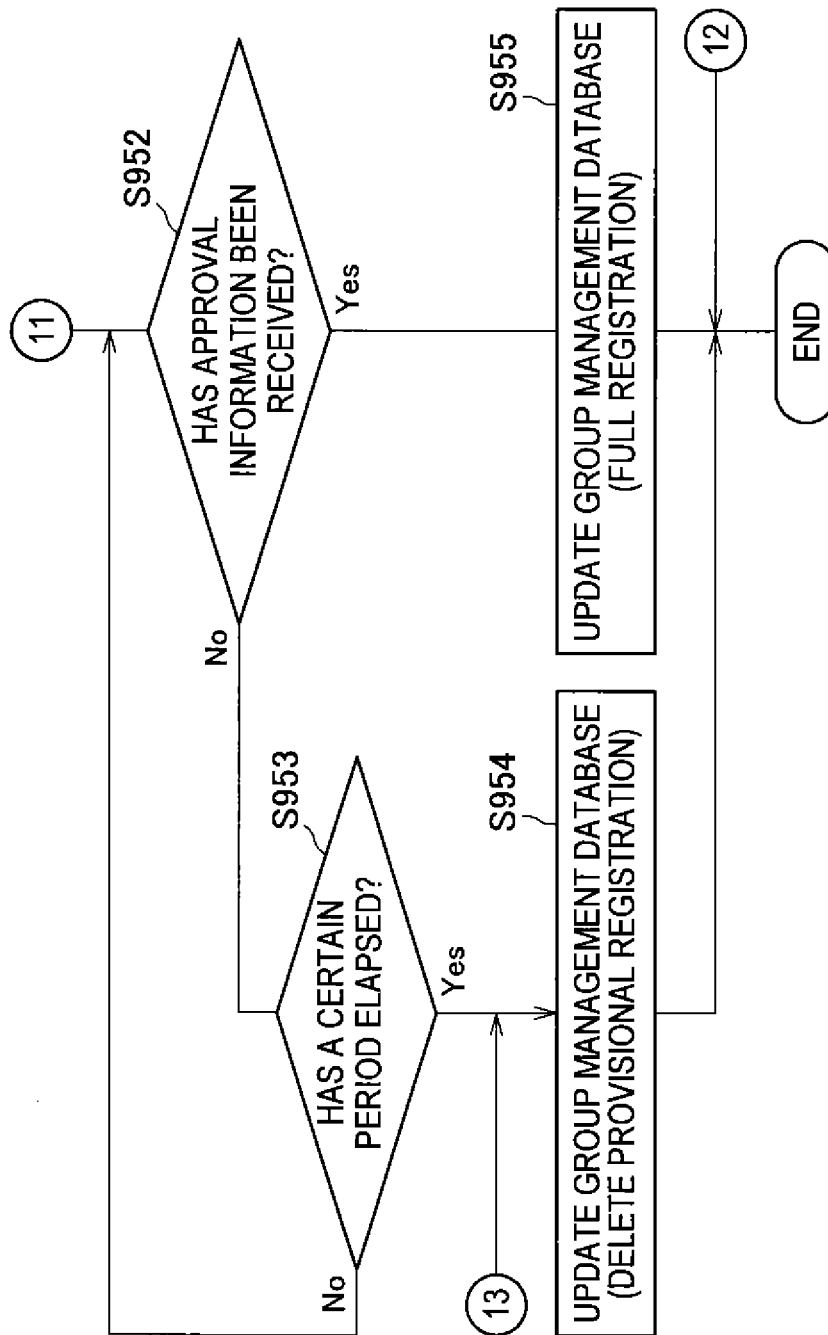 11
S952
HAS APPROVAL
INFORMATION BEEN
RECEIVED?
No
Yes
S953
HAS A CERTAIN
PERIOD ELAPSED?
No
Yes
13
S954
UPDATE GROUP MANAGEMENT DATABASE
(DELETE PROVISIONAL REGISTRATION)
S955
UPDATE GROUP MANAGEMENT DATABASE
(FULL REGISTRATION)
12
END